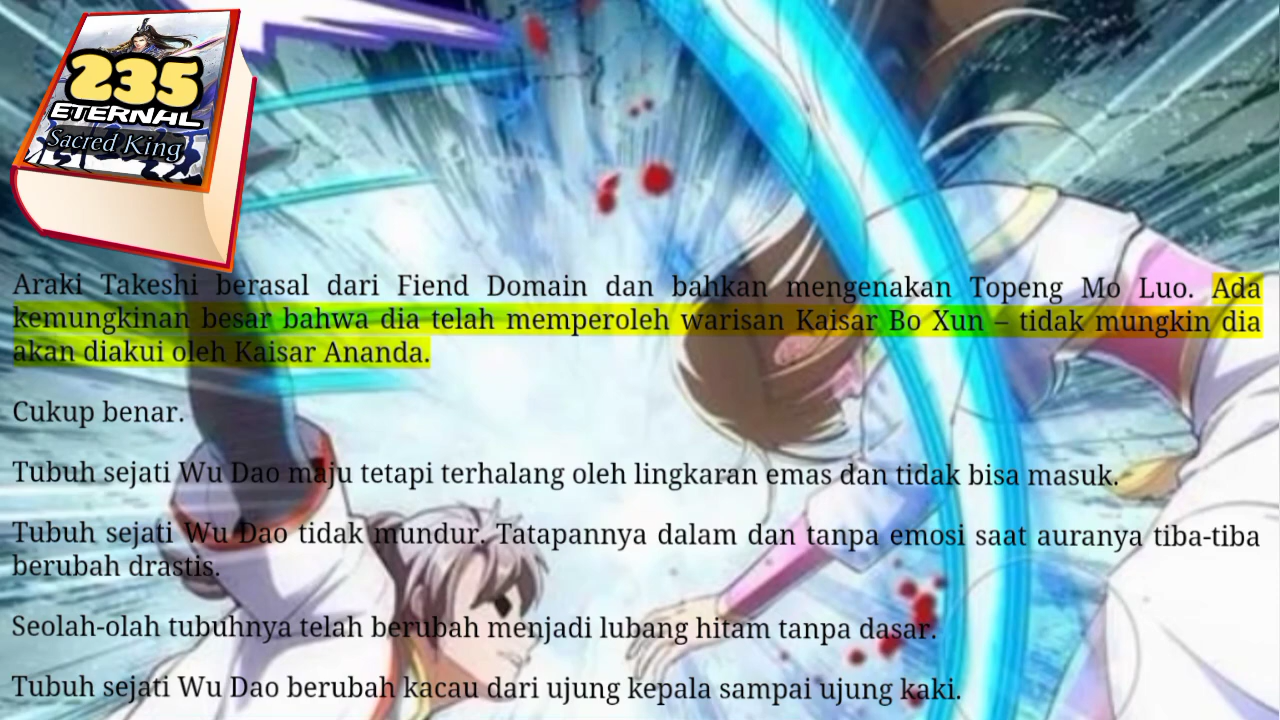 235
ETERNAL
Sacred King
Araki Takeshi berasal dari Fiend Domain dan bahkan mengenakan Topeng Mo Luo. Ada
kemungkinan besar bahwa dia telah memperoleh warisan Kaisar Bo Xun – tidak mungkin dia
akan diakui oleh Kaisar Ananda.
Cukup benar.
Tubuh sejati Wu Dao maju tetapi terhalang oleh lingkaran emas dan tidak bisa masuk.
Tubuh sejati Wu Dao tidak mundur. Tatapannya dalam dan tanpa emosi saat auranya tiba-tiba
berubah drastis.
Seolah-olah tubuhnya telah berubah menjadi lubang hitam tanpa dasar.
Tubuh sejati Wu Dao berubah kacau dari ujung kepala sampai ujung kaki.